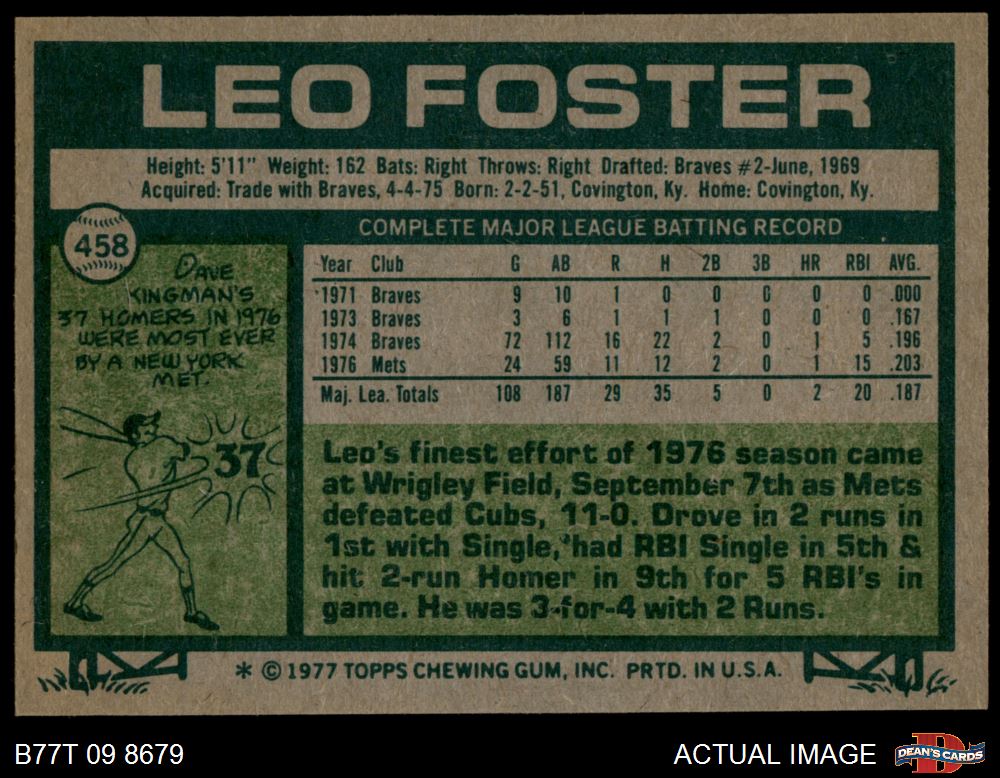 LEO FOSTER
Height: 5'11" Weight: 162 Bats: Right Throws: Right Drafted: Braves #2-June, 1969
Acquired: Trade with Braves, 4-4-75 Born: 2-2-51, Covington, Ky. Home: Covington, Ky.
458
DAVE
KINGMAN'S
37 HOMERS IN 1976
WERE MOST EVER
BY A NEW YORK
MET.
37
COMPLETE MAJOR LEAGUE BATTING RECORD
Year Club G AB R H 2B 3B HR RBI AVG.
1971 Braves 9 10 1 0 0 0 0 0 .000
1973 Braves 3 6 1 1 1 0 0 0 .167
1974 Braves 72 112 16 22 2 0 1 5 .196
1976 Mets 24 59 11 12 2 0 1 15 .203
Maj. Lea. Totals 108 187 29 35 5 0 2 20 .187
Leo's finest effort of 1976 season came
at Wrigley Field, September 7th as Mets
defeated Cubs, 11-0. Drove in 2 runs in
1st with Single, had RBI Single in 5th &
hit 2-run Homer in 9th for 5 RBI's in
game. He was 3-for-4 with 2 Runs.
* © 1977 TOPPS CHEWING GUM, INC. PRTD. IN U.S.A.
B77T 09 8679
ACTUAL IMAGE
D
DEAN'S CARDS